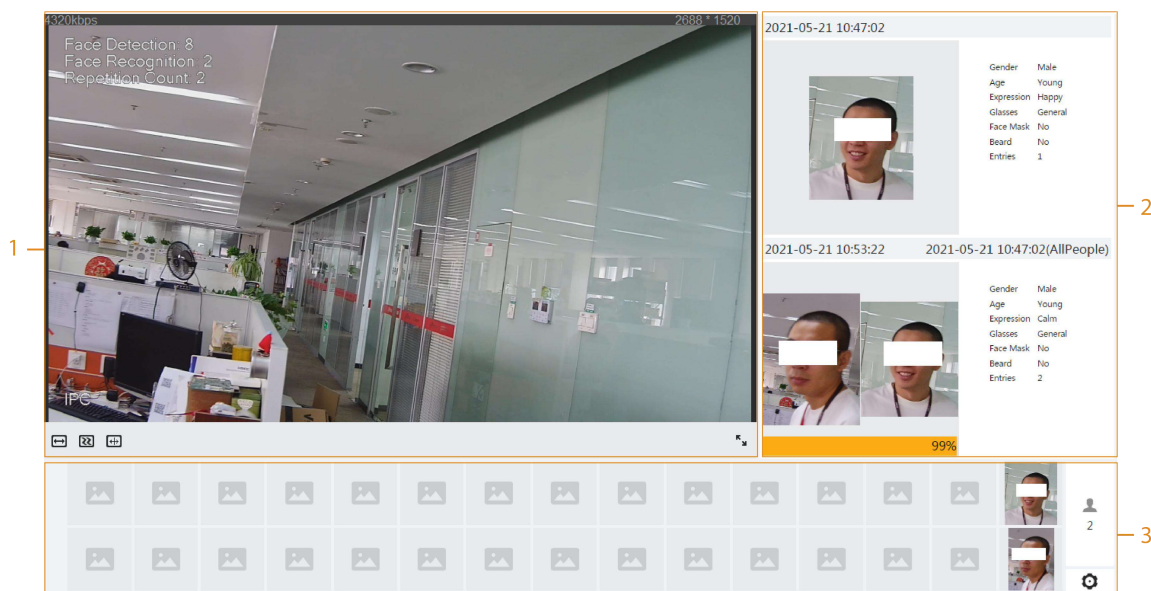 4320kbps
2688 * 1520
Face Detection 8
Face Recognition 2
Repetition Count 2
IPC
1
2021-05-21 10:47:02
Gender Male
Age Young
Expression Happy
Glasses General
Face Mask No
Beard No
Entries 1
2
2021-05-21 10:53:22 2021-05-21 10:47:02(AllPeople)
Gender Male
Age Young
Expression Calm
Glasses General
Face Mask No
Beard No
Entries 2
99%
2
3